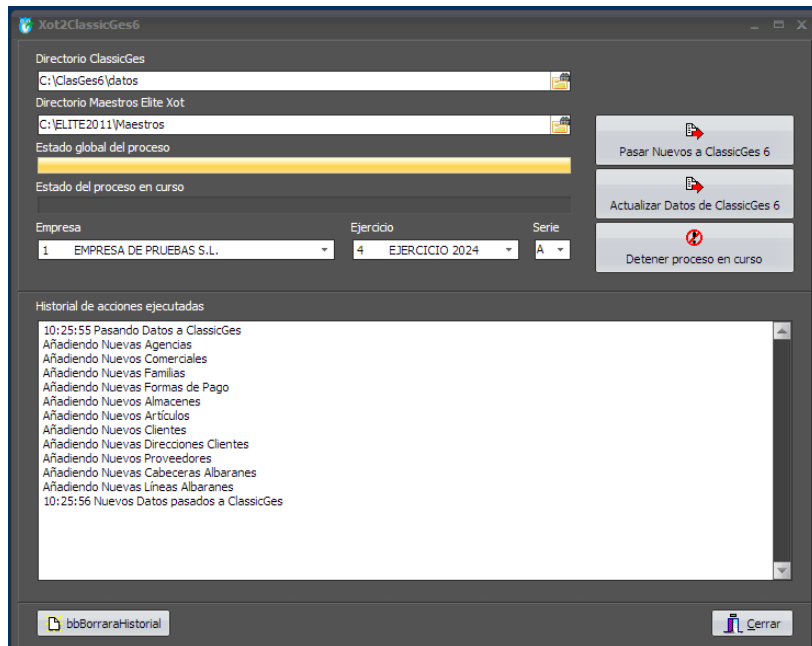 Xot2ClassicGes6
Directorio ClassicGes
C:\ClasGes6\datos
Directorio Maestros Elite Xot
C:\ELITE2011\Maestros
Estado global del proceso
Estado del proceso en curso
Empresa Ejercicio Serie
1 EMPRESA DE PRUEBAS S.L. 4 EJERCICIO 2024 A
Pasar Nuevos a ClassicGes 6
Actualizar Datos de ClassicGes 6
Detener proceso en curso
Historial de acciones ejecutadas
10:25:55 Pasando Datos a ClassicGes
Añadiendo Nuevas Agencias
Añadiendo Nuevos Comerciales
Añadiendo Nuevas Familias
Añadiendo Nuevas Formas de Pago
Añadiendo Nuevos Almacenes
Añadiendo Nuevos Artículos
Añadiendo Nuevos Clientes
Añadiendo Nuevas Direcciones Clientes
Añadiendo Nuevos Proveedores
Añadiendo Nuevas Cabeceras Albaranes
Añadiendo Nuevas Líneas Albaranes
10:25:56 Nuevos Datos pasados a ClassicGes
bbBorraraHistorial
Cerrar